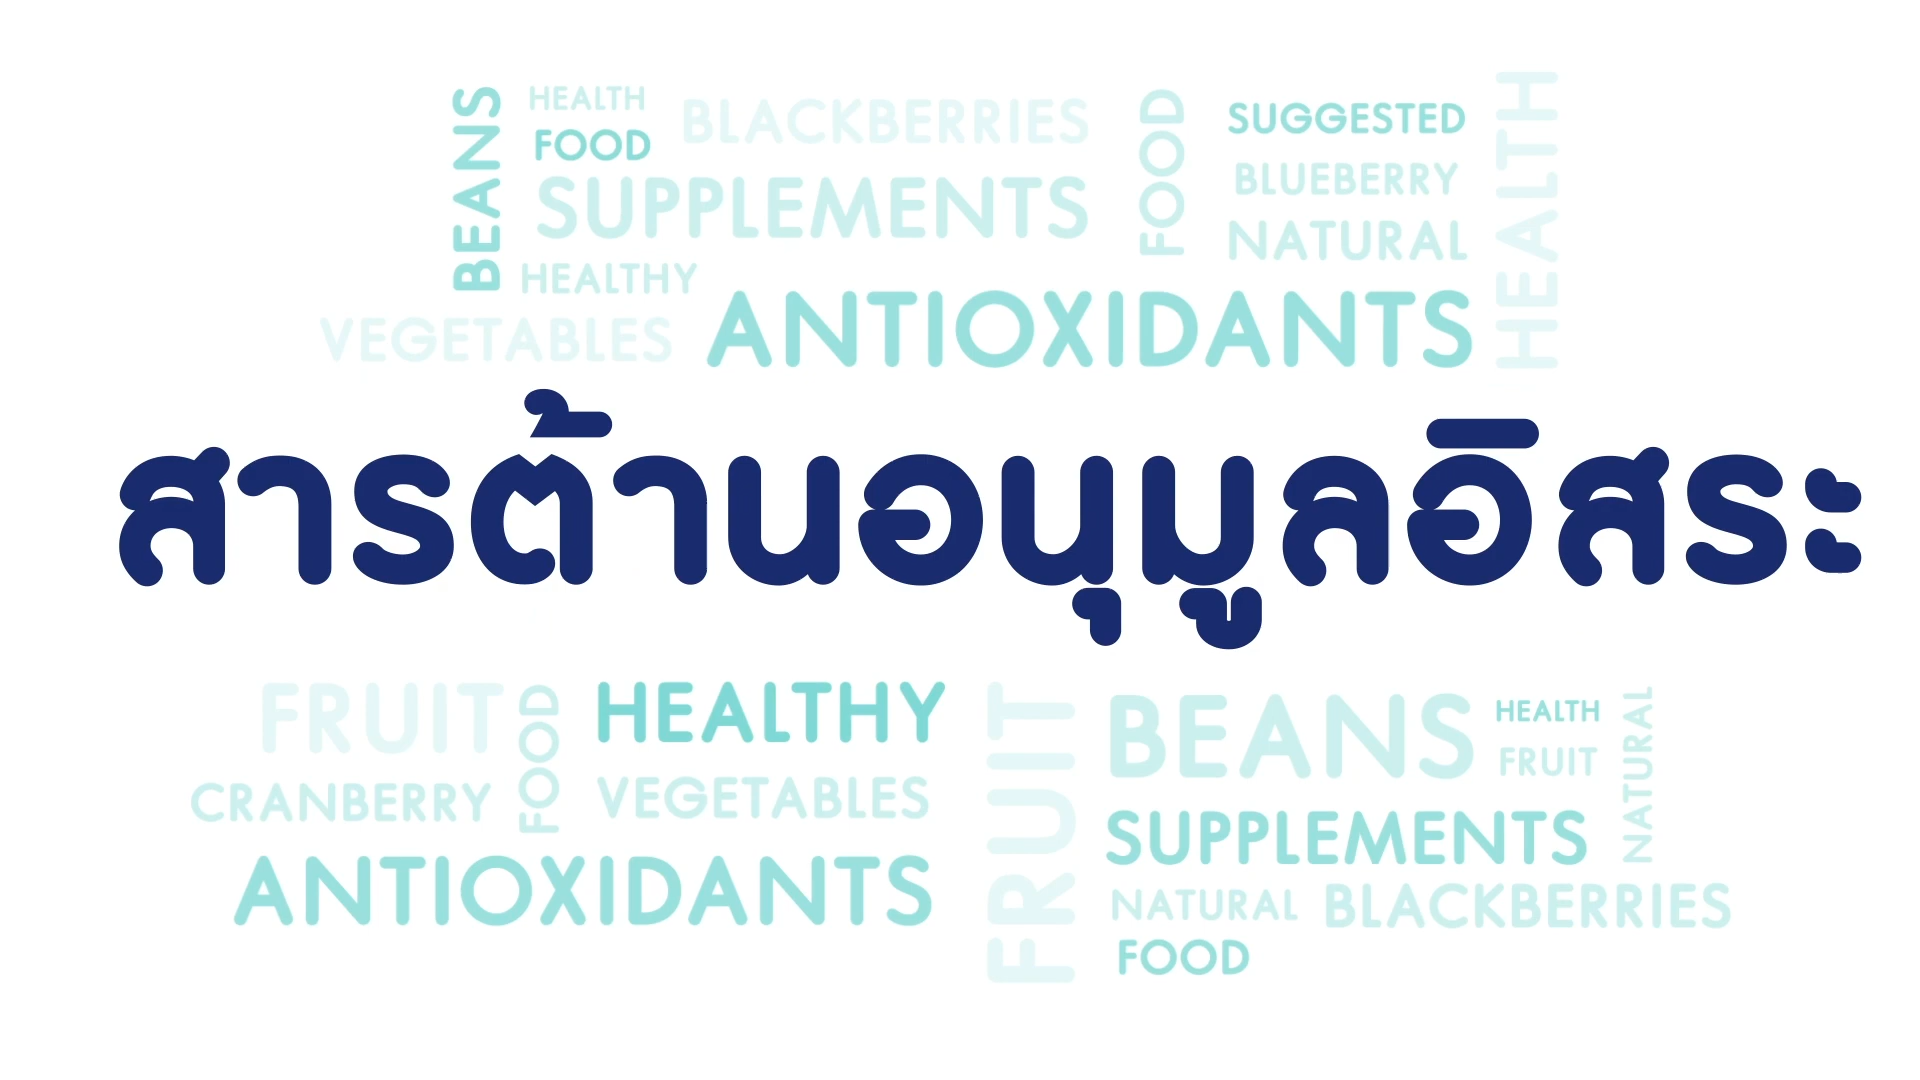 BEANS
HEALTH
FOOD
BLACKBERRIES
SUPPLEMENTS
HEALTHY
VEGETABLES
ANTIOXIDANTS
FOOD
SUGGESTED
BLUEBERRY
NATURAL
HEALTH
สารต้านอนุมูลอิสระ
FRUIT
FOOD
HEALTHY
CRANBERRY
VEGETABLES
ANTIOXIDANTS
FRUIT
BEANS
HEALTH
FRUIT
NATURAL
SUPPLEMENTS
NATURAL BLACKBERRIES
FOOD